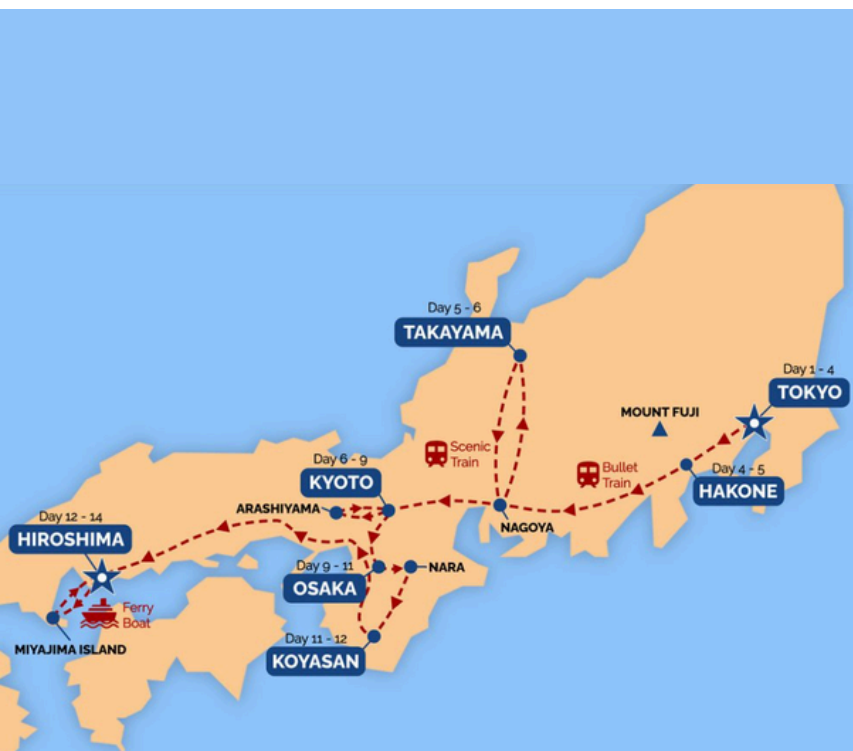 Day 5 - 6
TAKAYAMA
Day 1 - 4
TOKYO
MOUNT FUJI
Scenic
Train
Bullet
Train
Day 4 - 5
HAKONE
Day 6 - 9
KYOTO
ARASHIYAMA
NAGOYA
Day 12 - 14
HIROSHIMA
Day 9 - 11
OSAKA
NARA
Ferry
Boat
MIYAJIMA ISLAND
Day 11 - 12
KOYASAN